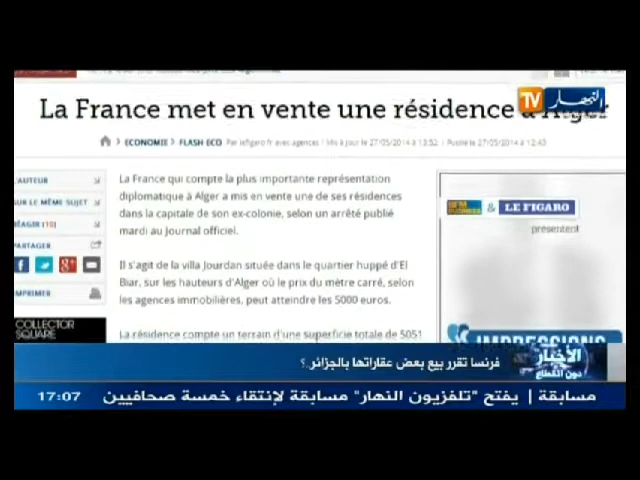 النهار TV
La France met en vente une résidence à Alger
ECONOMIE FLASH ECO Par lefigaro.fr avec agences | Mis à jour le 27/05/2014 à 13:52 | Publié le 27/05/2014 à 12:43
L'AUTEUR
SUR LE MÊME SUJET
RÉAGIR (10)
PARTAGER
IMPRIMER
COLLECTOR
SQUARE
La France qui compte la plus importante représentation
diplomatique à Alger a mis en vente une de ses résidences
dans la capitale de son ex-colonie, selon un arrêté publié
mardi au Journal officiel.
Il s'agit de la villa Jourdan située dans le quartier huppé d'El
Biar, sur les hauteurs d'Alger où le prix du mètre carré, selon
les agences immobilières, peut atteindre les 5000 euros.
La résidence compte un terrain d'une superficie totale de 5051
BFM BUSINESS & LE FIGARO
présentent
IMPRESSIONS
الأخبار
دون انقطاع
فرنسا تقرر بيع بعض عقاراتها بالجزائر.؟
17:07
مسابقة | يفتح "تلفزيون النهار" مسابقة لإنتقاء خمسة صحافيين